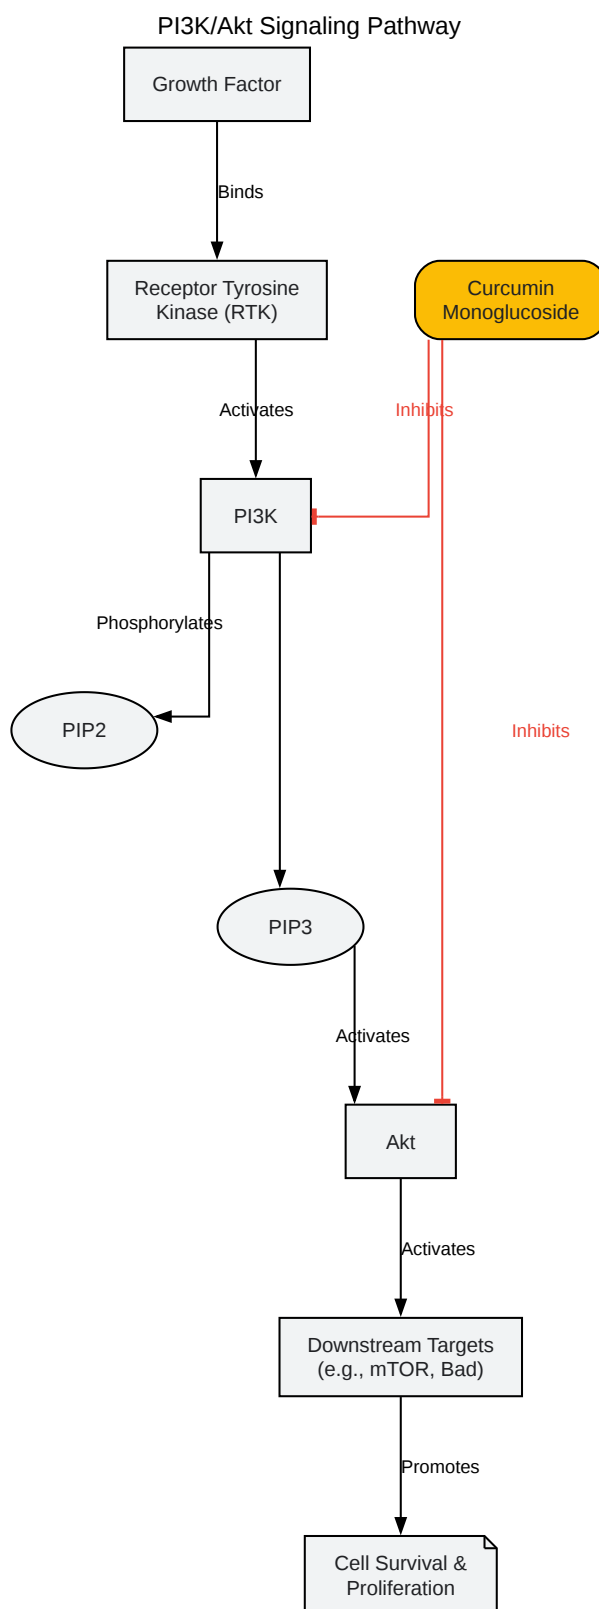 PI3K/Akt Signaling Pathway
Growth Factor
Binds
Receptor Tyrosine
Kinase (RTK)
Curcumin
Monoglucoside
Activates
Inhibits
PI3K
Phosphorylates
PIP2
Inhibits
PIP3
Activates
Akt
Activates
Downstream Targets
(e.g., mTOR, Bad)
Promotes
Cell Survival &
Proliferation